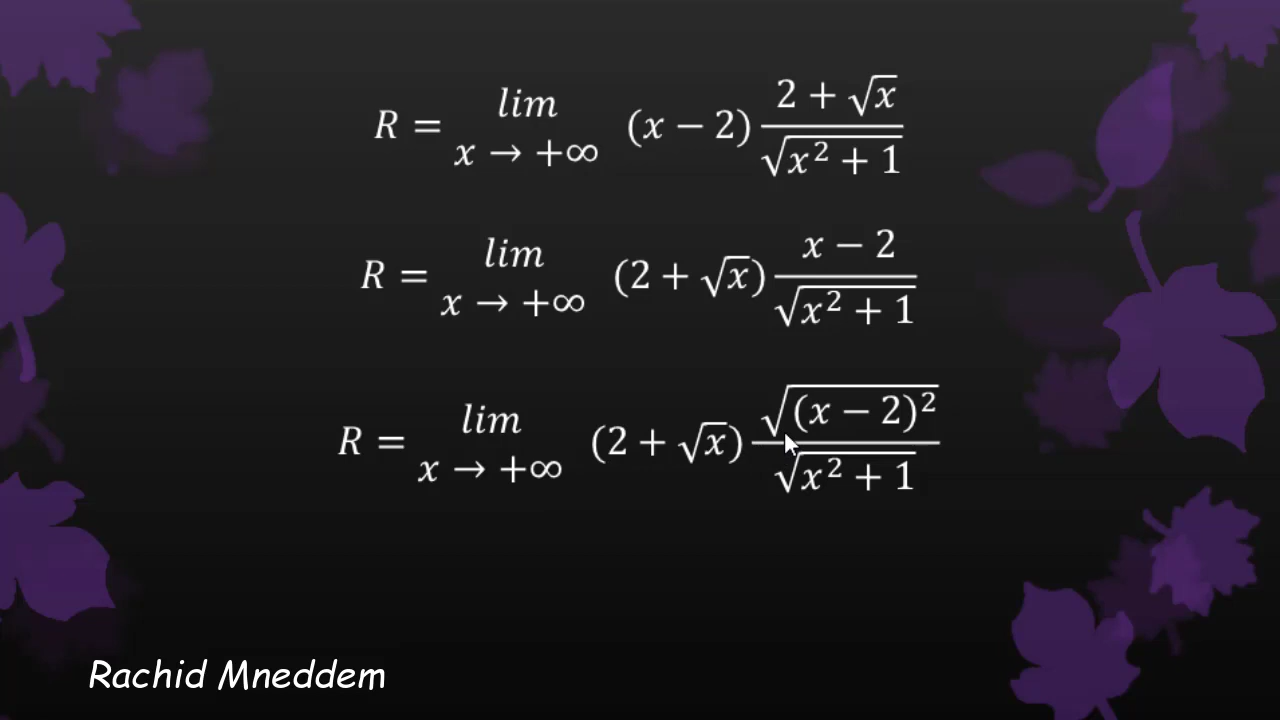 R = lim x → +∞ (x − 2) (2 + √x)/√(x² + 1)
R = lim x → +∞ (2 + √x) (x − 2)/√(x² + 1)
R = lim x → +∞ (2 + √x) √((x − 2)²)/√(x² + 1)
Rachid Mneddem